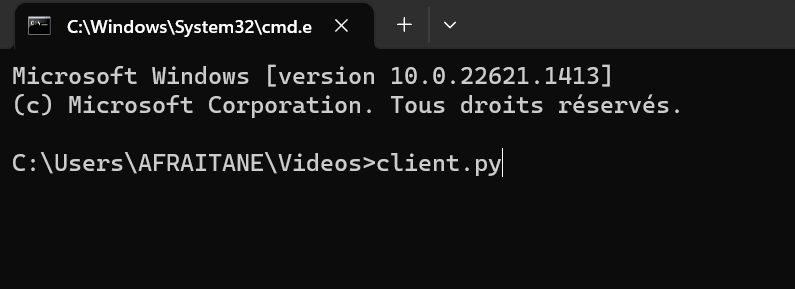 C:\Windows\System32\cmd.e
Microsoft Windows [version 10.0.22621.1413]
(c) Microsoft Corporation. Tous droits réservés.
C:\Users\AFRAITANE\Videos>client.py